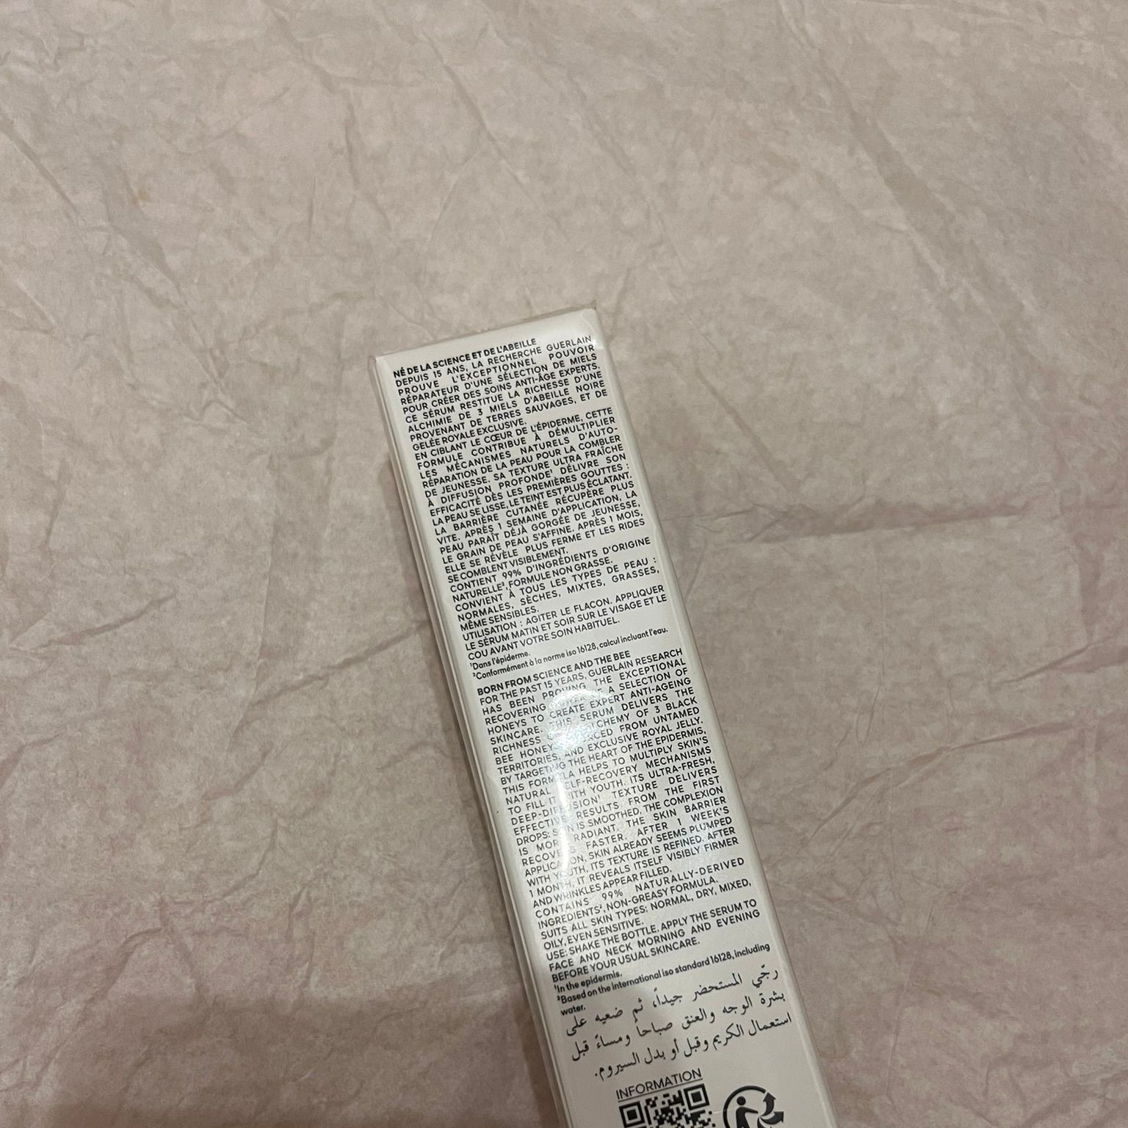 NÉ DE LA SCIENCE ET DE L'ABEILLE
DEPUIS 15 ANS, LA RECHERCHE GUERLAIN
PROUVE L'EXCEPTIONNEL POUVOIR
RÉPARATEUR D'UNE SÉLECTION DE MIELS
POUR CRÉER DES SOINS ANTI-ÂGE EXPERTS.
CE SÉRUM RESTITUE LA RICHESSE D'UNE
ALCHIMIE DE 3 MIELS D'ABEILLE NOIRE
PROVENANT DE TERRES SAUVAGES, ET DE
GELÉE ROYALE EXCLUSIVE.
EN CIBLANT LE CŒUR DE L'ÉPIDERME, CETTE
FORMULE CONTRIBUE À DÉMULTIPLIER
LES MÉCANISMES NATURELS D'AUTO-
RÉPARATION DE LA PEAU POUR LA COMBLER
DE JEUNESSE. SA TEXTURE ULTRA FRAÎCHE
À DIFFUSION PROFONDE¹ DÉLIVRE SON
EFFICACITÉ DÈS LES PREMIÈRES GOUTTES :
LA PEAU SE LISSE, LE TEINT EST PLUS ÉCLATANT,
LA BARRIÈRE CUTANÉE RÉCUPÈRE PLUS
VITE. APRÈS 1 SEMAINE D'APPLICATION, LA
PEAU PARAÎT DÉJÀ GORGÉE DE JEUNESSE,
LE GRAIN DE PEAU S'AFFINE. APRÈS 1 MOIS,
ELLE SE RÉVÈLE PLUS FERME ET LES RIDES
SE COMBLENT VISIBLEMENT.
CONTIENT 99% D'INGRÉDIENTS D'ORIGINE
NATURELLE², FORMULE NON GRASSE.
CONVIENT À TOUS LES TYPES DE PEAU :
NORMALES, SÈCHES, MIXTES, GRASSES,
MÊME SENSIBLES.
UTILISATION : AGITER LE FLACON. APPLIQUER
LE SÉRUM MATIN ET SOIR SUR LE VISAGE ET LE
COU AVANT VOTRE SOIN HABITUEL.
¹Dans l'épiderme.
²Conformément à la norme iso 16128, calcul incluant l'eau.
BORN FROM SCIENCE AND THE BEE
FOR THE PAST 15 YEARS, GUERLAIN RESEARCH
HAS BEEN PROVING THE EXCEPTIONAL
RECOVERING A SELECTION OF
HONEYS TO CREATE EXPERT ANTI-AGEING
SKINCARE. THIS SERUM DELIVERS THE
RICHNESS ALCHEMY OF 3 BLACK
BEE HONEYS FROM UNTAMED
TERRITORIES, AND EXCLUSIVE ROYAL JELLY.
BY TARGETING THE HEART OF THE EPIDERMIS,
THIS FORMULA HELPS TO MULTIPLY SKIN'S
NATURAL SELF-RECOVERY MECHANISMS
TO FILL IT WITH YOUTH. ITS ULTRA-FRESH,
DEEP-DIFFUSION¹ TEXTURE DELIVERS
EFFECTIVE RESULTS FROM THE FIRST
DROPS: SKIN IS SMOOTHED, THE COMPLEXION
IS MORE RADIANT, THE SKIN BARRIER
RECOVERS FASTER. AFTER 1 WEEK'S
APPLICATION, SKIN ALREADY SEEMS PLUMPED
WITH YOUTH, ITS TEXTURE IS REFINED. AFTER
1 MONTH, IT REVEALS ITSELF VISIBLY FIRMER
AND WRINKLES APPEAR FILLED.
CONTAINS 99% NATURALLY-DERIVED
INGREDIENTS², NON-GREASY FORMULA.
SUITS ALL SKIN TYPES: NORMAL, DRY, MIXED,
OILY, EVEN SENSITIVE.
USE: SHAKE THE BOTTLE. APPLY THE SERUM TO
FACE AND NECK MORNING AND EVENING
BEFORE YOUR USUAL SKINCARE.
¹In the epidermis.
²Based on the international iso standard 16128, including
water.
رجّي المستحضر جيداً، ثم ضعيه على
بشرة الوجه والعنق صباحاً ومساءً قبل
استعمال الكريم وقبل أو بدل السيروم.
INFORMATION